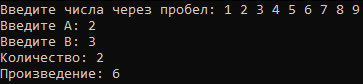 Введите числа через пробел: 1 2 3 4 5 6 7 8 9
Введите A: 2
Введите B: 3
Количество: 2
Произведение: 6